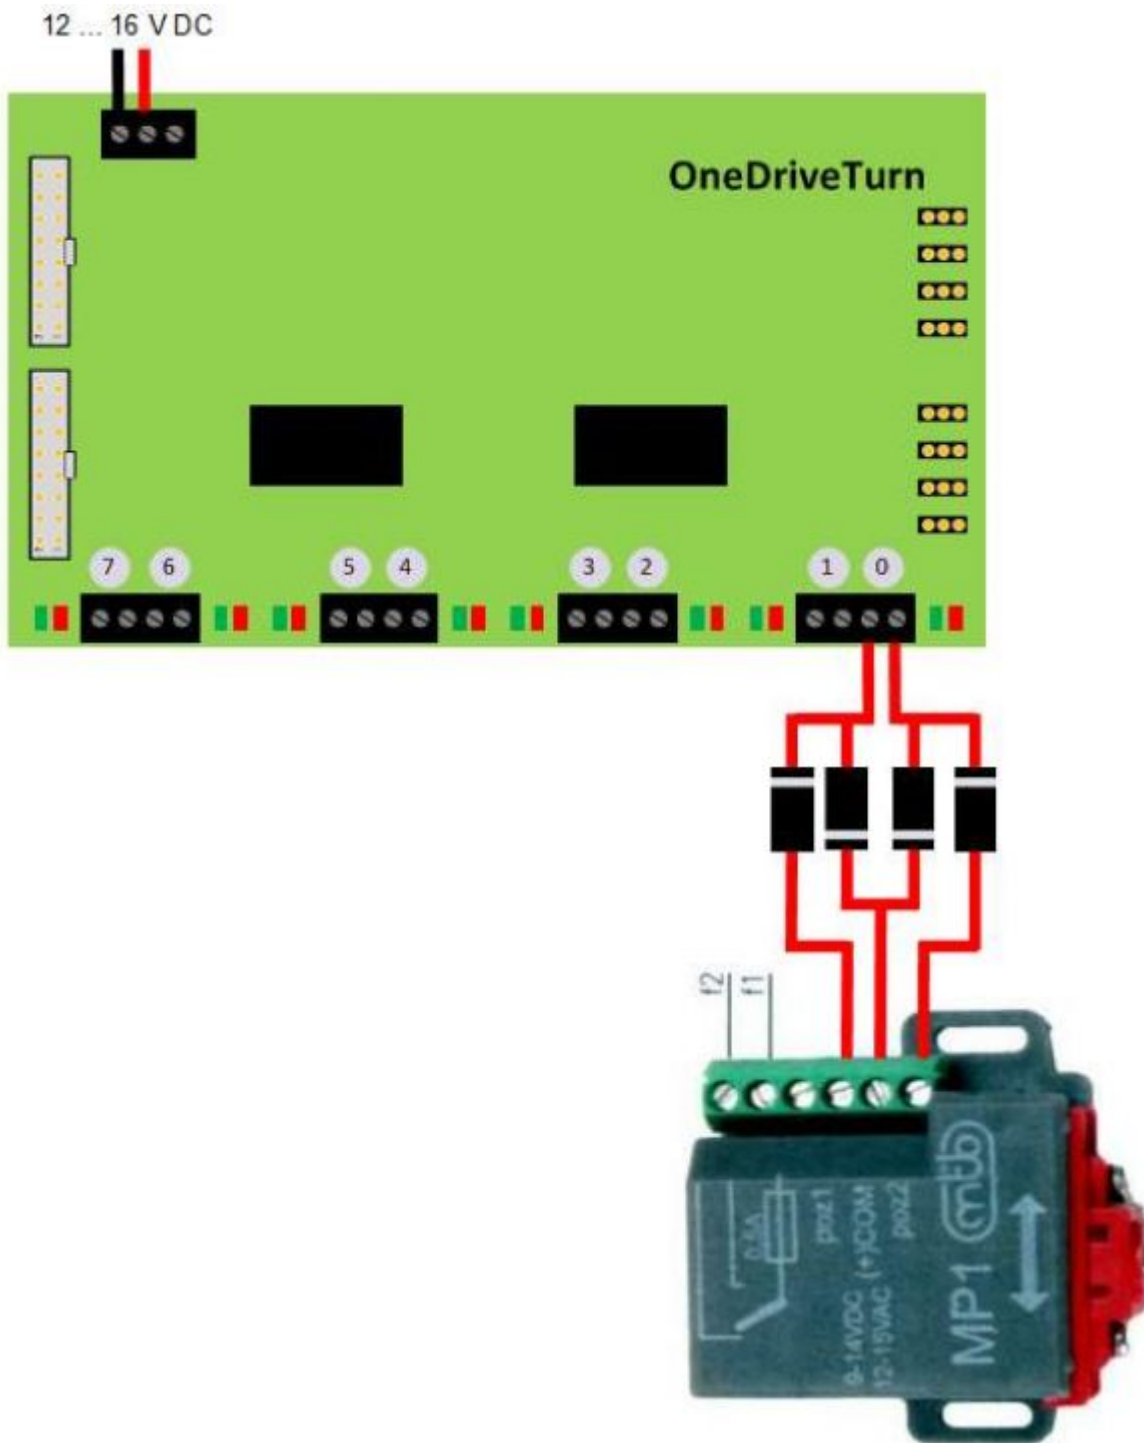 12 ... 16 V DC
OneDriveTurn
7 6 5 4 3 2 1 0
f2
f1
0.5A
poz1
9-14VDC
12-15VAC (+)COM
poz2
MP1 mtb